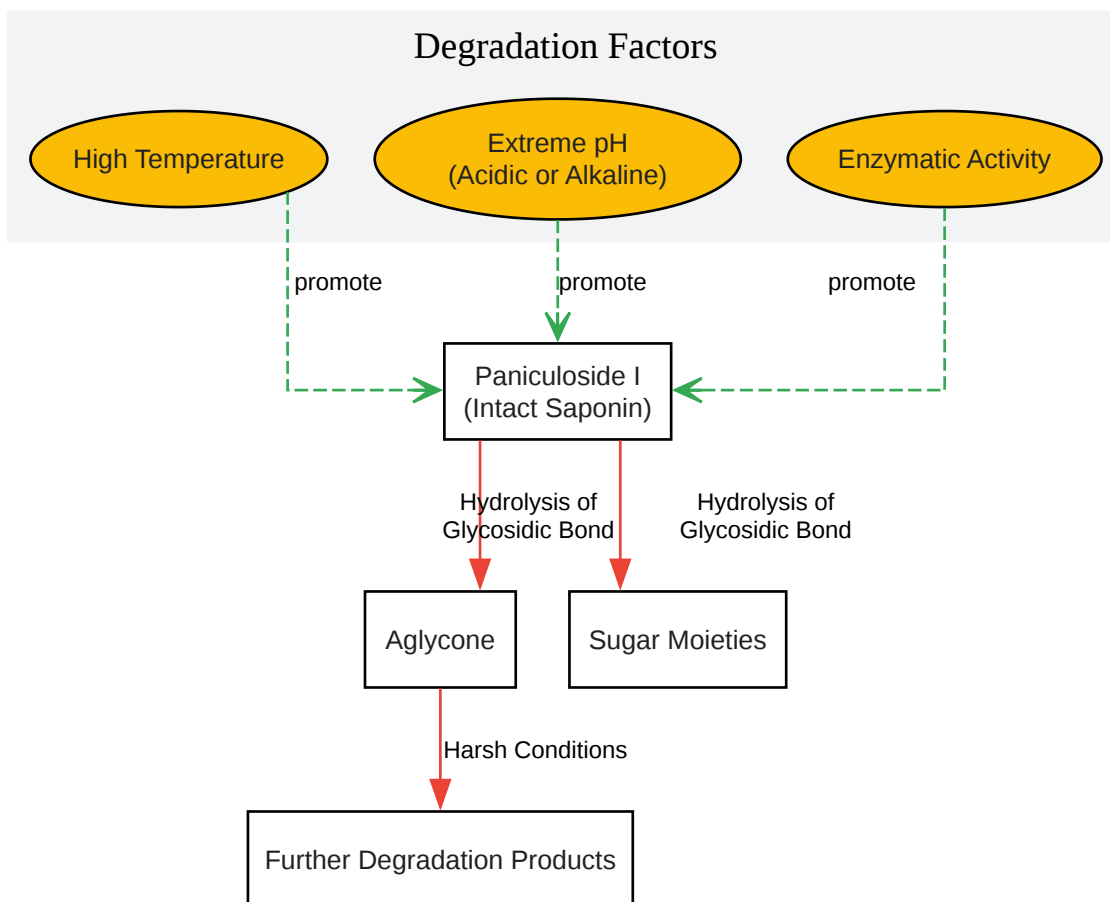 Degradation Factors
High Temperature
Extreme pH
(Acidic or Alkaline)
Enzymatic Activity
promote
promote
promote
Paniculoside I
(Intact Saponin)
Hydrolysis of
Glycosidic Bond
Hydrolysis of
Glycosidic Bond
Aglycone
Sugar Moieties
Harsh Conditions
Further Degradation Products